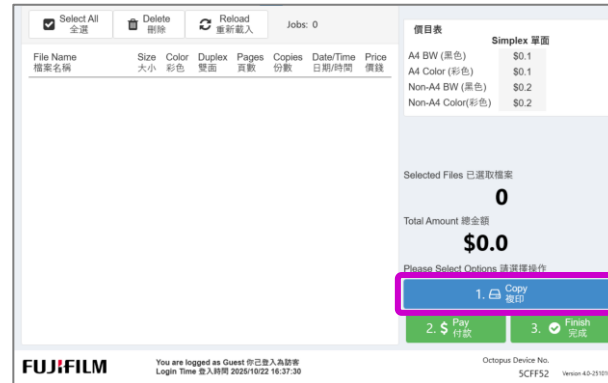 Select All
全選
Delete
刪除
Reload
重新載入
Jobs: 0
File Name Size Color Duplex Pages Copies Date/Time Price
檔案名稱 大小 彩色 雙面 頁數 份數 日期/時間 價錢
價目表
Simplex 單面
A4 BW (黑色) $0.1
A4 Color (彩色) $0.1
Non-A4 BW (黑色) $0.2
Non-A4 Color(彩色) $0.2
Selected Files 已選取檔案
0
Total Amount 總金額
$0.0
Please Select Options 請選擇操作
1. Copy
複印
2. $ Pay
付款
3. Finish
完成
FUJIFILM
You are logged as Guest 你已登入為訪客
Login Time 登入時間 2025/10/22 16:37:30
Octopus Device No.
5CFF52 Version 4.0-25101